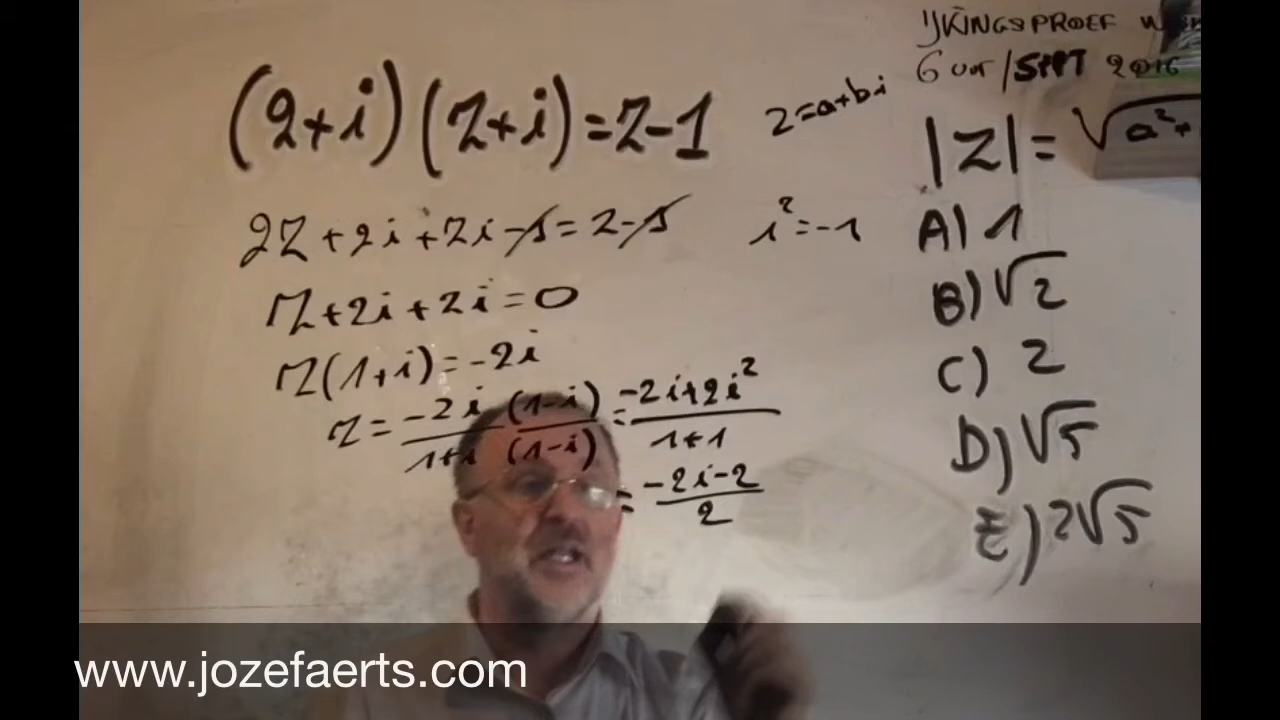 IJKINGSPROEF
6 uur/SEPT 2016
(2+i)(z+i)=z-1
z=a+bi
|z|=√a²+
2z+2i+zi-1=z-1
i²=-1
z+2i+zi=0
z(1+i)=-2i
z=-2i/1+i (1-i)/(1-i)=-2i+2i²/1+1
=-2i-2/2
A) 1
B) √2
C) 2
D) √5
E) 2√5
www.jozefaerts.com